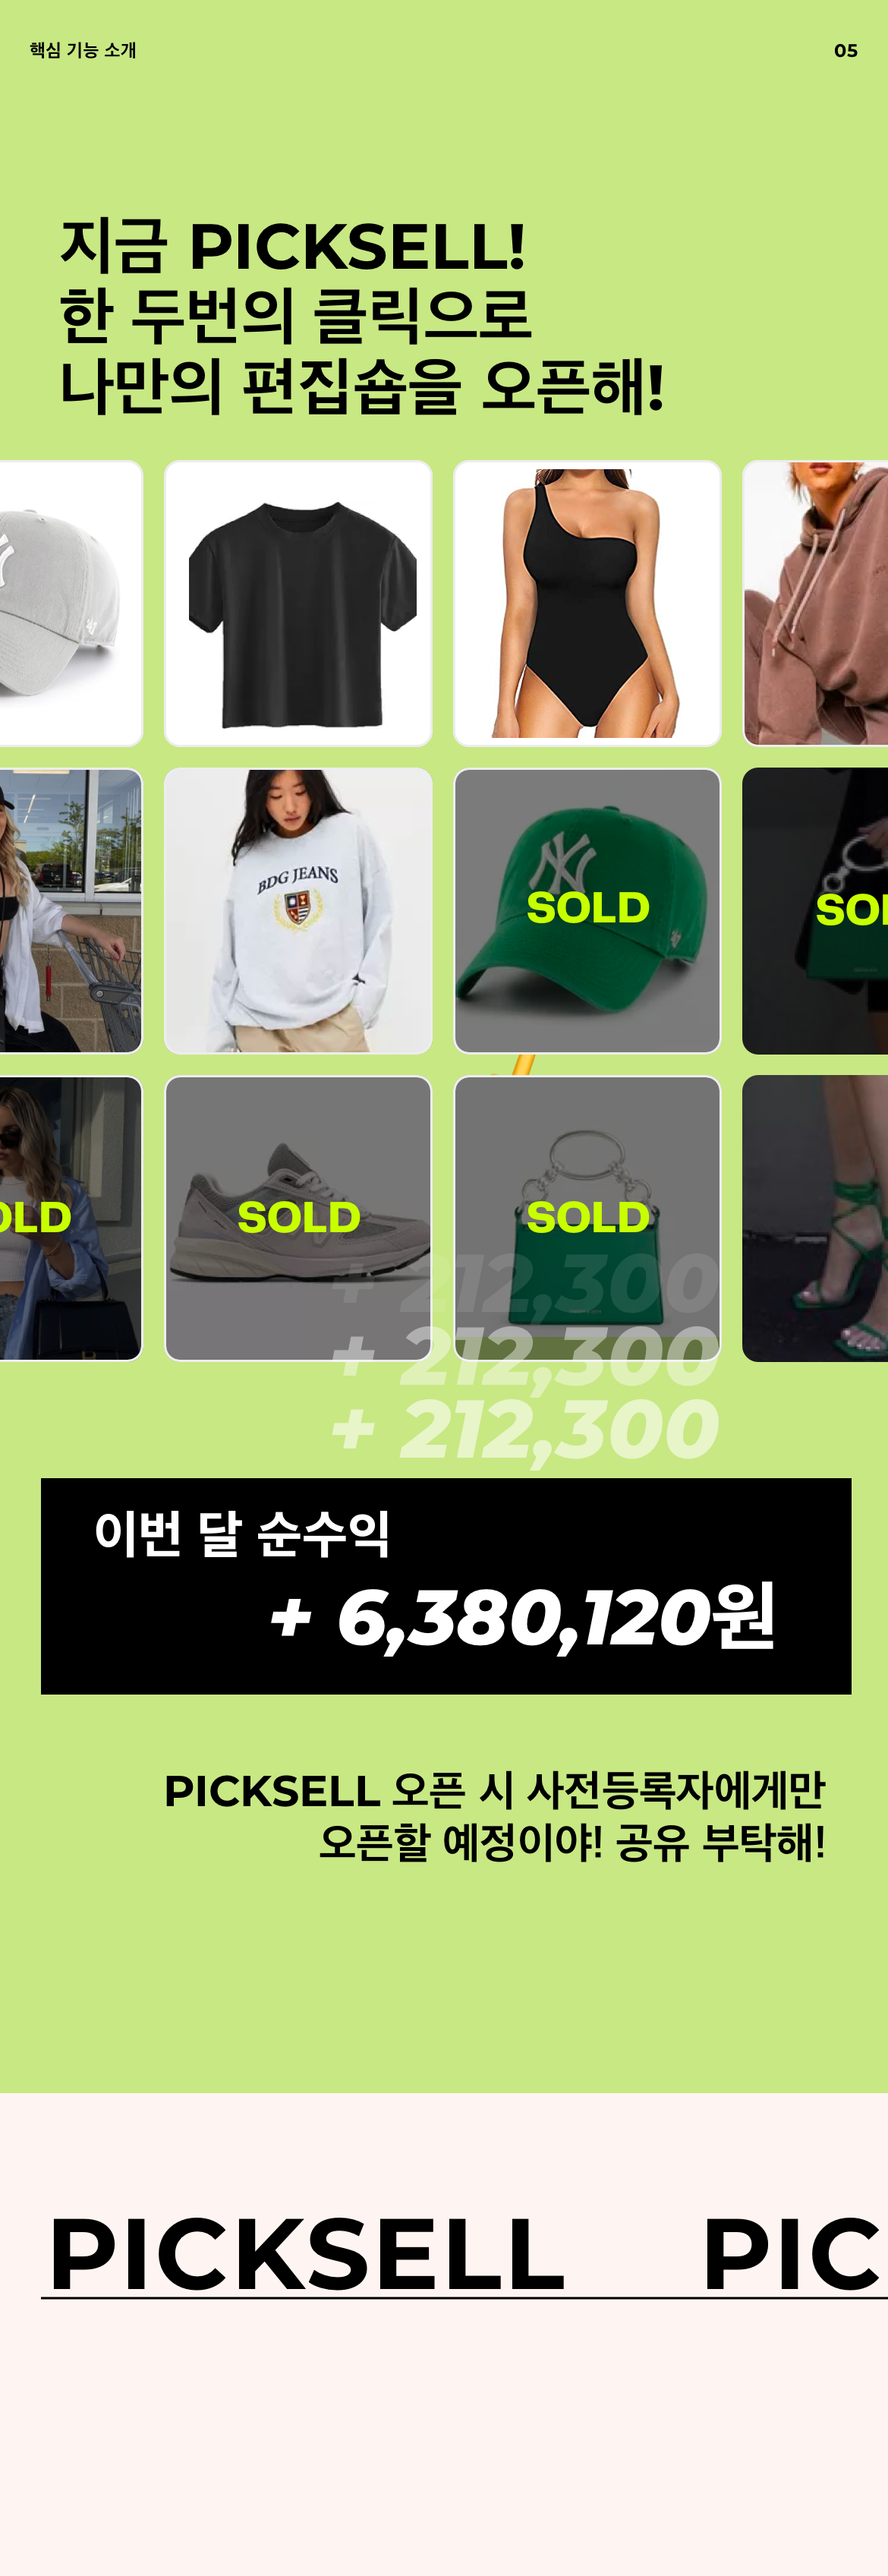 핵심 기능 소개
05
지금 PICKSELL!
한 두번의 클릭으로
나만의 편집숍을 오픈해!
BDG JEANS
NY
SOLD
SOL
OLD
SOLD
SOLD
+ 212,300
+ 212,300
+ 212,300
이번 달 순수익
+ 6,380,120원
PICKSELL 오픈 시 사전등록자에게만
오픈할 예정이야! 공유 부탁해!
PICKSELL PIC